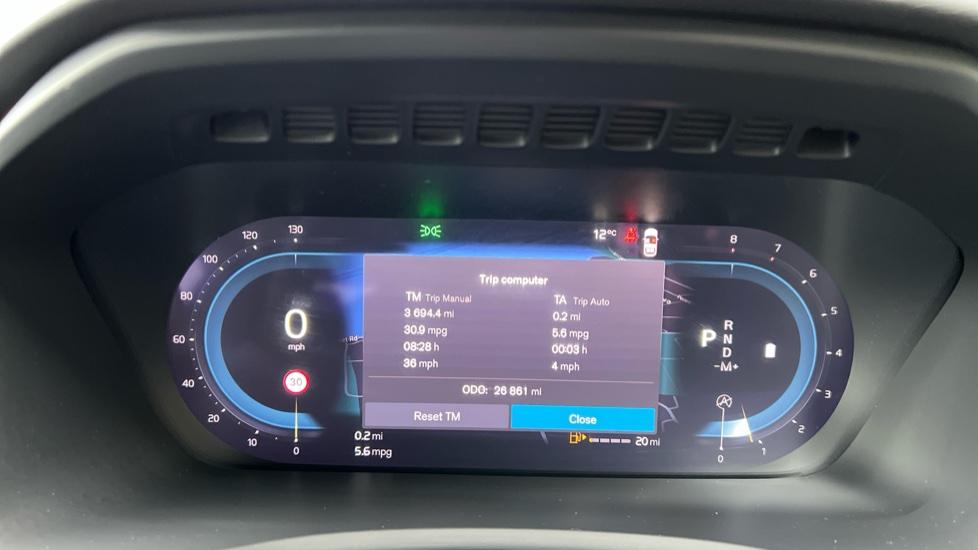 120 130
100
80
60
40
20
10
0
0
mph
30
12°C
Trip computer
TM Trip Manual
3 694.4 mi
30.9 mpg
08:28 h
36 mph
TA Trip Auto
0.2 mi
5.6 mpg
00:03 h
4 mph
ODO: 26 861 mi
Reset TM
Close
0.2 mi
5.6 mpg
20 mi
P
R
N
D
-M+
A
8
7
6
5
4
3
2
1
0